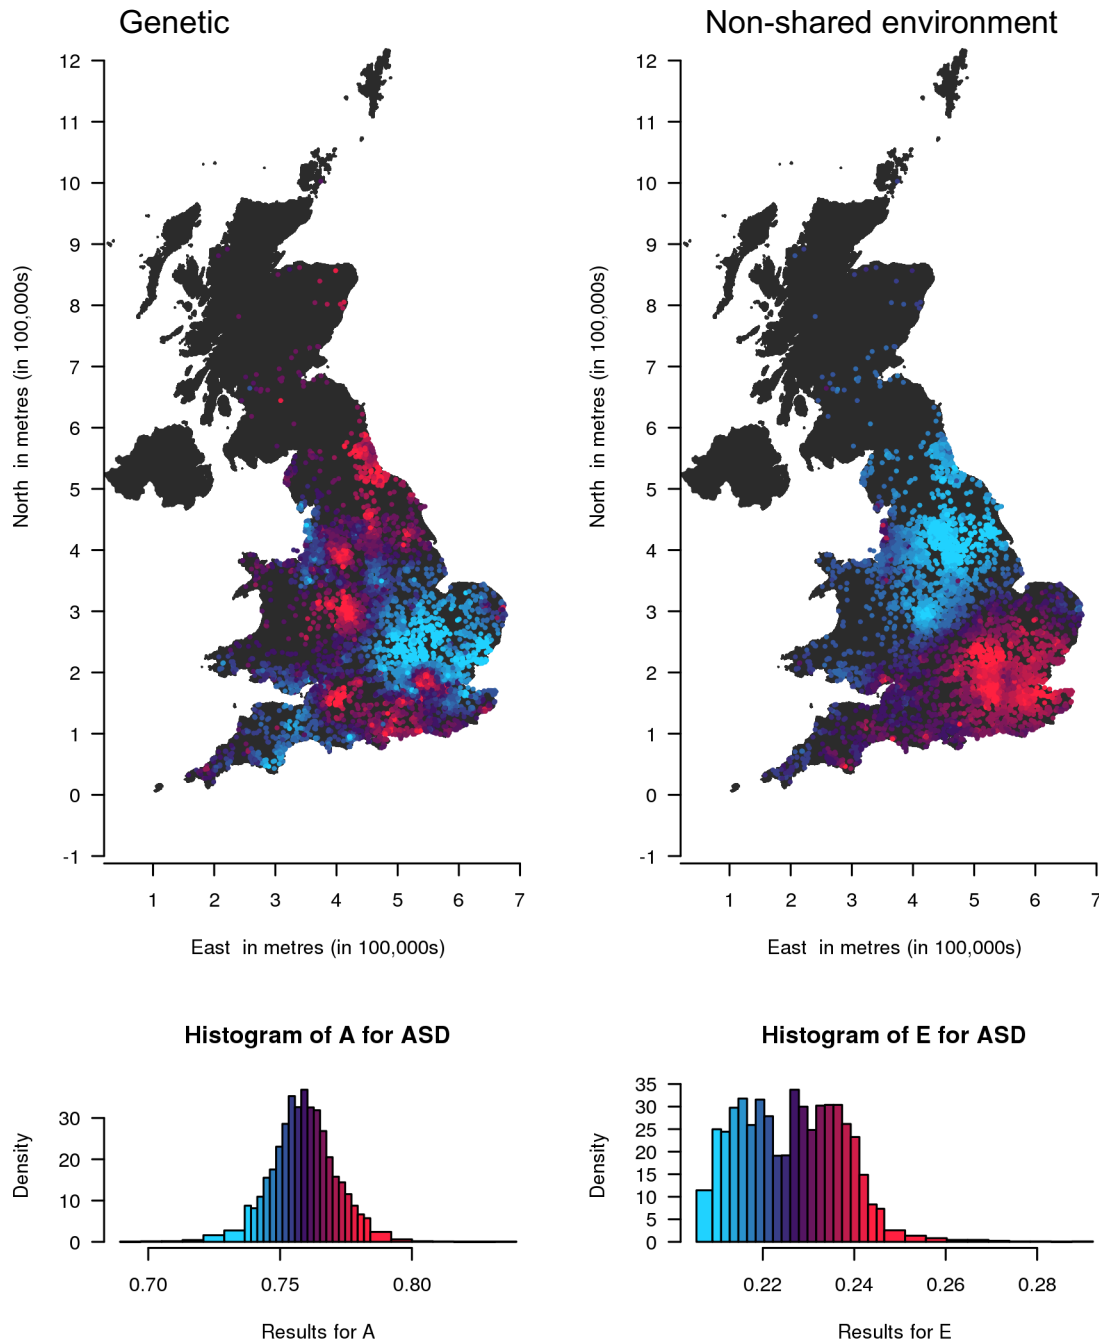 Genetic
Non-shared environment
12
11
10
9
8
7
6
5
4
3
2
1
0
-1
North in metres (in 100,000s)
1 2 3 4 5 6 7
East in metres (in 100,000s)
12
11
10
9
8
7
6
5
4
3
2
1
0
-1
North in metres (in 100,000s)
1 2 3 4 5 6 7
East in metres (in 100,000s)
Histogram of A for ASD
30
20
10
0
Density
0.70 0.75 0.80
Results for A
Histogram of E for ASD
35
30
25
20
15
10
5
0
Density
0.22 0.24 0.26 0.28
Results for E